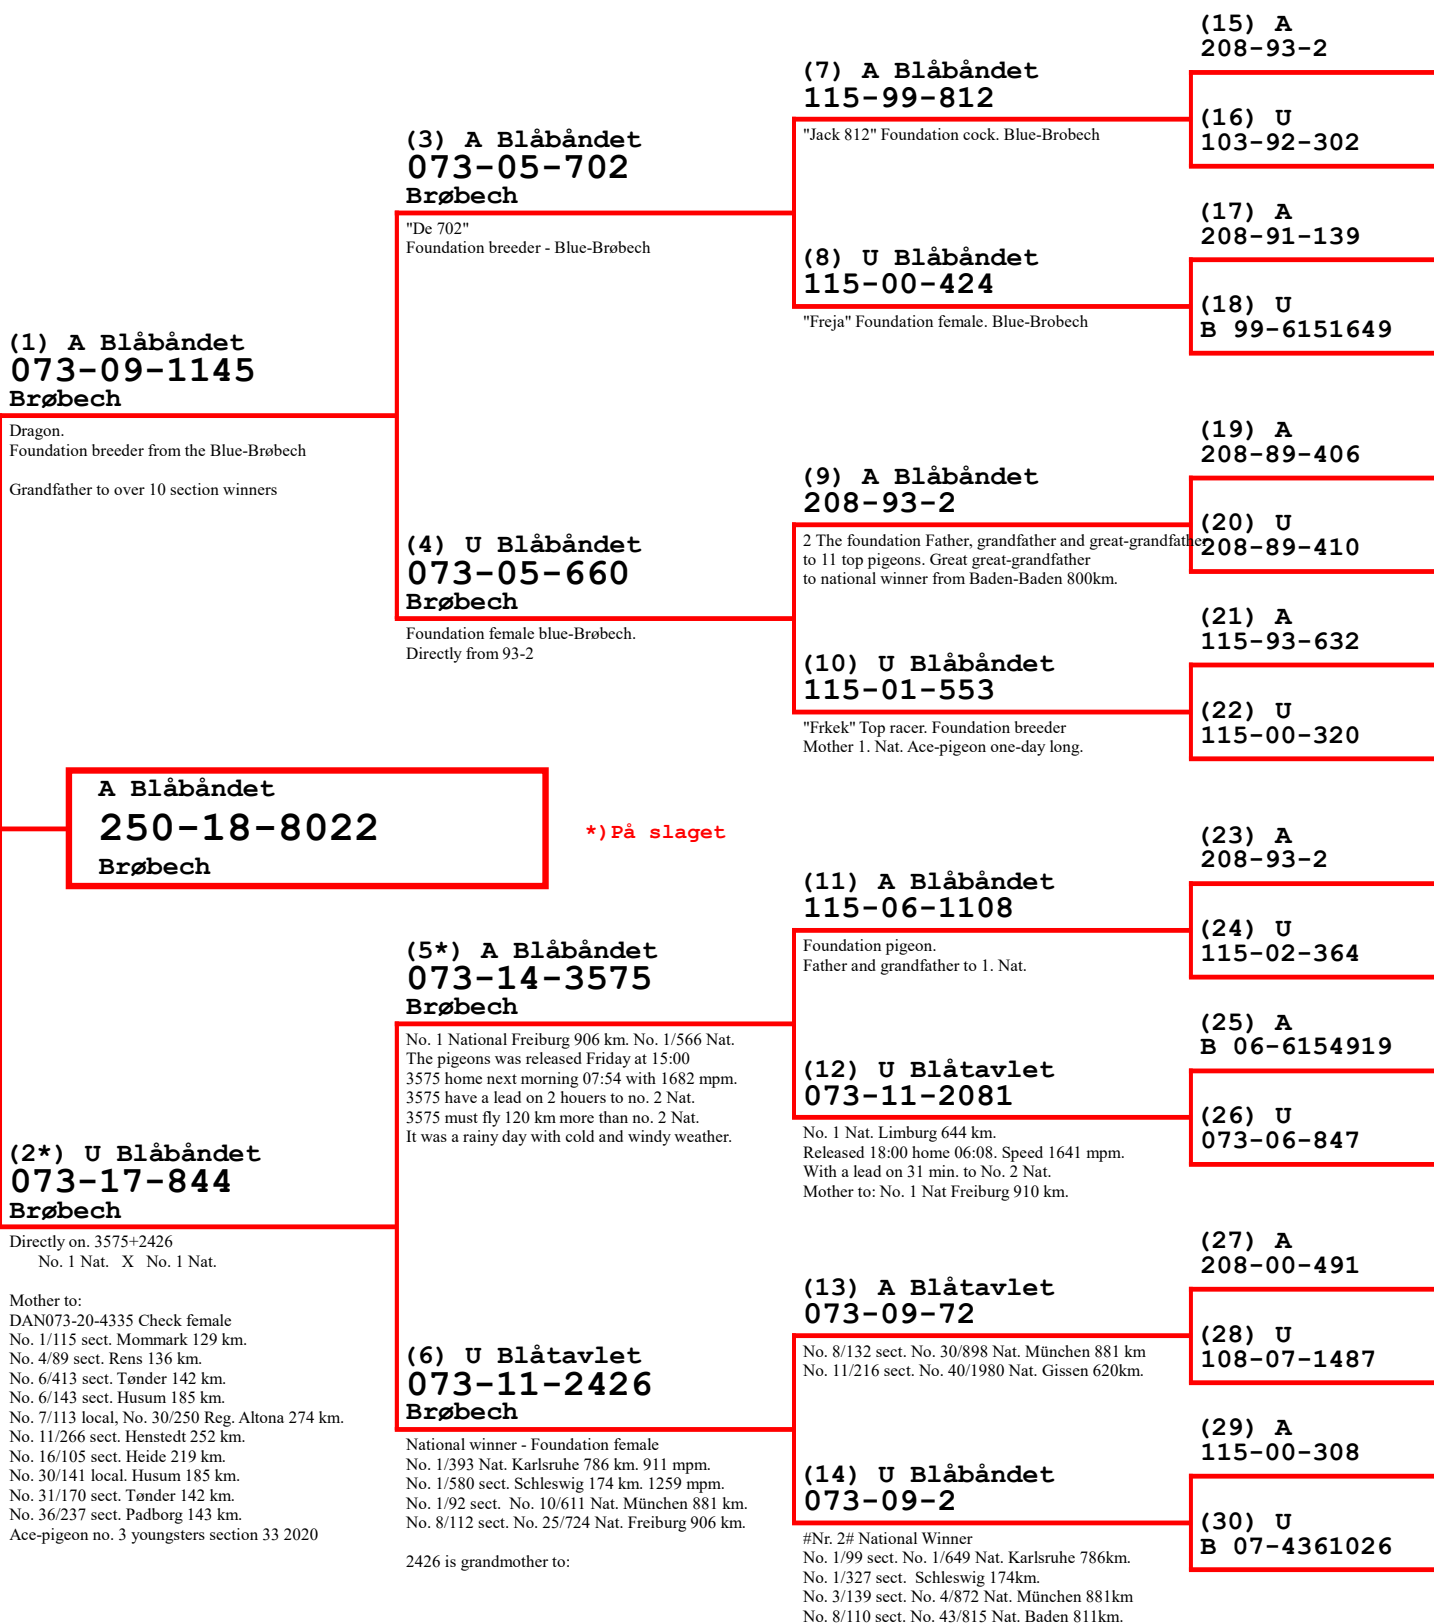 (1) A Blåbåndet
073-09-1145
Brøbech
Dragon.
Foundation breeder from the Blue-Brøbech
Grandfather to over 10 section winners
A Blåbåndet
250-18-8022
Brøbech
*)På slaget
(2*) U Blåbåndet
073-17-844
Brøbech
Directly on. 3575+2426
No. 1 Nat. X No. 1 Nat.
Mother to:
DAN073-20-4335 Check female
No. 1/115 sect. Mommark 129 km.
No. 4/89 sect. Rens 136 km.
No. 6/413 sect. Tønder 142 km.
No. 6/143 sect. Husum 185 km.
No. 7/113 local, No. 30/250 Reg. Altona 274 km.
No. 11/266 sect. Henstedt 252 km.
No. 16/105 sect. Heide 219 km.
No. 30/141 local. Husum 185 km.
No. 31/170 sect. Tønder 142 km.
No. 36/237 sect. Padborg 143 km.
Ace-pigeon no. 3 youngsters section 33 2020
(3) A Blåbåndet
073-05-702
Brøbech
"De 702"
Foundation breeder - Blue-Brøbech
(4) U Blåbåndet
073-05-660
Brøbech
Foundation female blue-Brøbech.
Directly from 93-2
(5*) A Blåbåndet
073-14-3575
Brøbech
No. 1 National Freiburg 906 km. No. 1/566 Nat.
The pigeons was released Friday at 15:00
3575 home next morning 07:54 with 1682 mpm.
3575 have a lead on 2 houers to no. 2 Nat.
3575 must fly 120 km more than no. 2 Nat.
It was a rainy day with cold and windy weather.
(6) U Blåtavlet
073-11-2426
Brøbech
National winner - Foundation female
No. 1/393 Nat. Karlsruhe 786 km. 911 mpm.
No. 1/580 sect. Schleswig 174 km. 1259 mpm.
No. 1/92 sect. No. 10/611 Nat. München 881 km.
No. 8/112 sect. No. 25/724 Nat. Freiburg 906 km.
2426 is grandmother to:
(7) A Blåbåndet
115-99-812
"Jack 812" Foundation cock. Blue-Brobech
(8) U Blåbåndet
115-00-424
"Freja" Foundation female. Blue-Brobech
(9) A Blåbåndet
208-93-2
2 The foundation Father, grandfather and great-grandfather
to 11 top pigeons. Great great-grandfather
to national winner from Baden-Baden 800km.
(10) U Blåbåndet
115-01-553
"Frkek" Top racer. Foundation breeder
Mother 1. Nat. Ace-pigeon one-day long.
(11) A Blåbåndet
115-06-1108
Foundation pigeon.
Father and grandfather to 1. Nat.
(12) U Blåtavlet
073-11-2081
No. 1 Nat. Limburg 644 km.
Released 18:00 home 06:08. Speed 1641 mpm.
With a lead on 31 min. to No. 2 Nat.
Mother to: No. 1 Nat Freiburg 910 km.
(13) A Blåtavlet
073-09-72
No. 8/132 sect. No. 30/898 Nat. München 881 km
No. 11/216 sect. No. 40/1980 Nat. Gissen 620km.
(14) U Blåbåndet
073-09-2
#Nr. 2# National Winner
No. 1/99 sect. No. 1/649 Nat. Karlsruhe 786km.
No. 1/327 sect. Schleswig 174km.
No. 3/139 sect. No. 4/872 Nat. München 881km
No. 8/110 sect. No. 43/815 Nat. Baden 811km.
(15) A
208-93-2
(16) U
103-92-302
(17) A
208-91-139
(18) U
B 99-6151649
(19) A
208-89-406
(20) U
208-89-410
(21) A
115-93-632
(22) U
115-00-320
(23) A
208-93-2
(24) U
115-02-364
(25) A
B 06-6154919
(26) U
073-06-847
(27) A
208-00-491
(28) U
108-07-1487
(29) A
115-00-308
(30) U
B 07-4361026